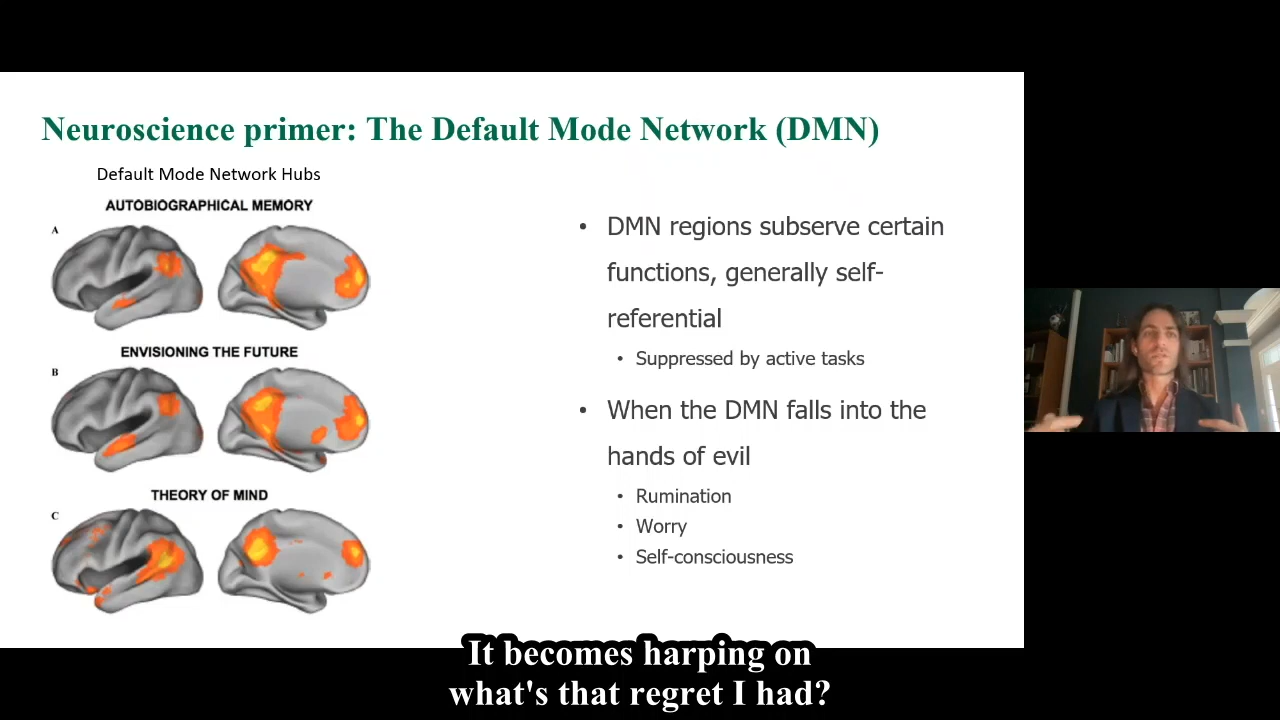 Neuroscience primer: The Default Mode Network (DMN)
Default Mode Network Hubs
AUTOBIOGRAPHICAL MEMORY
A
ENVISIONING THE FUTURE
B
THEORY OF MIND
C
• DMN regions subserve certain
functions, generally self-
referential
• Suppressed by active tasks
• When the DMN falls into the
hands of evil
• Rumination
• Worry
• Self-consciousness
It becomes harping on
what's that regret I had?